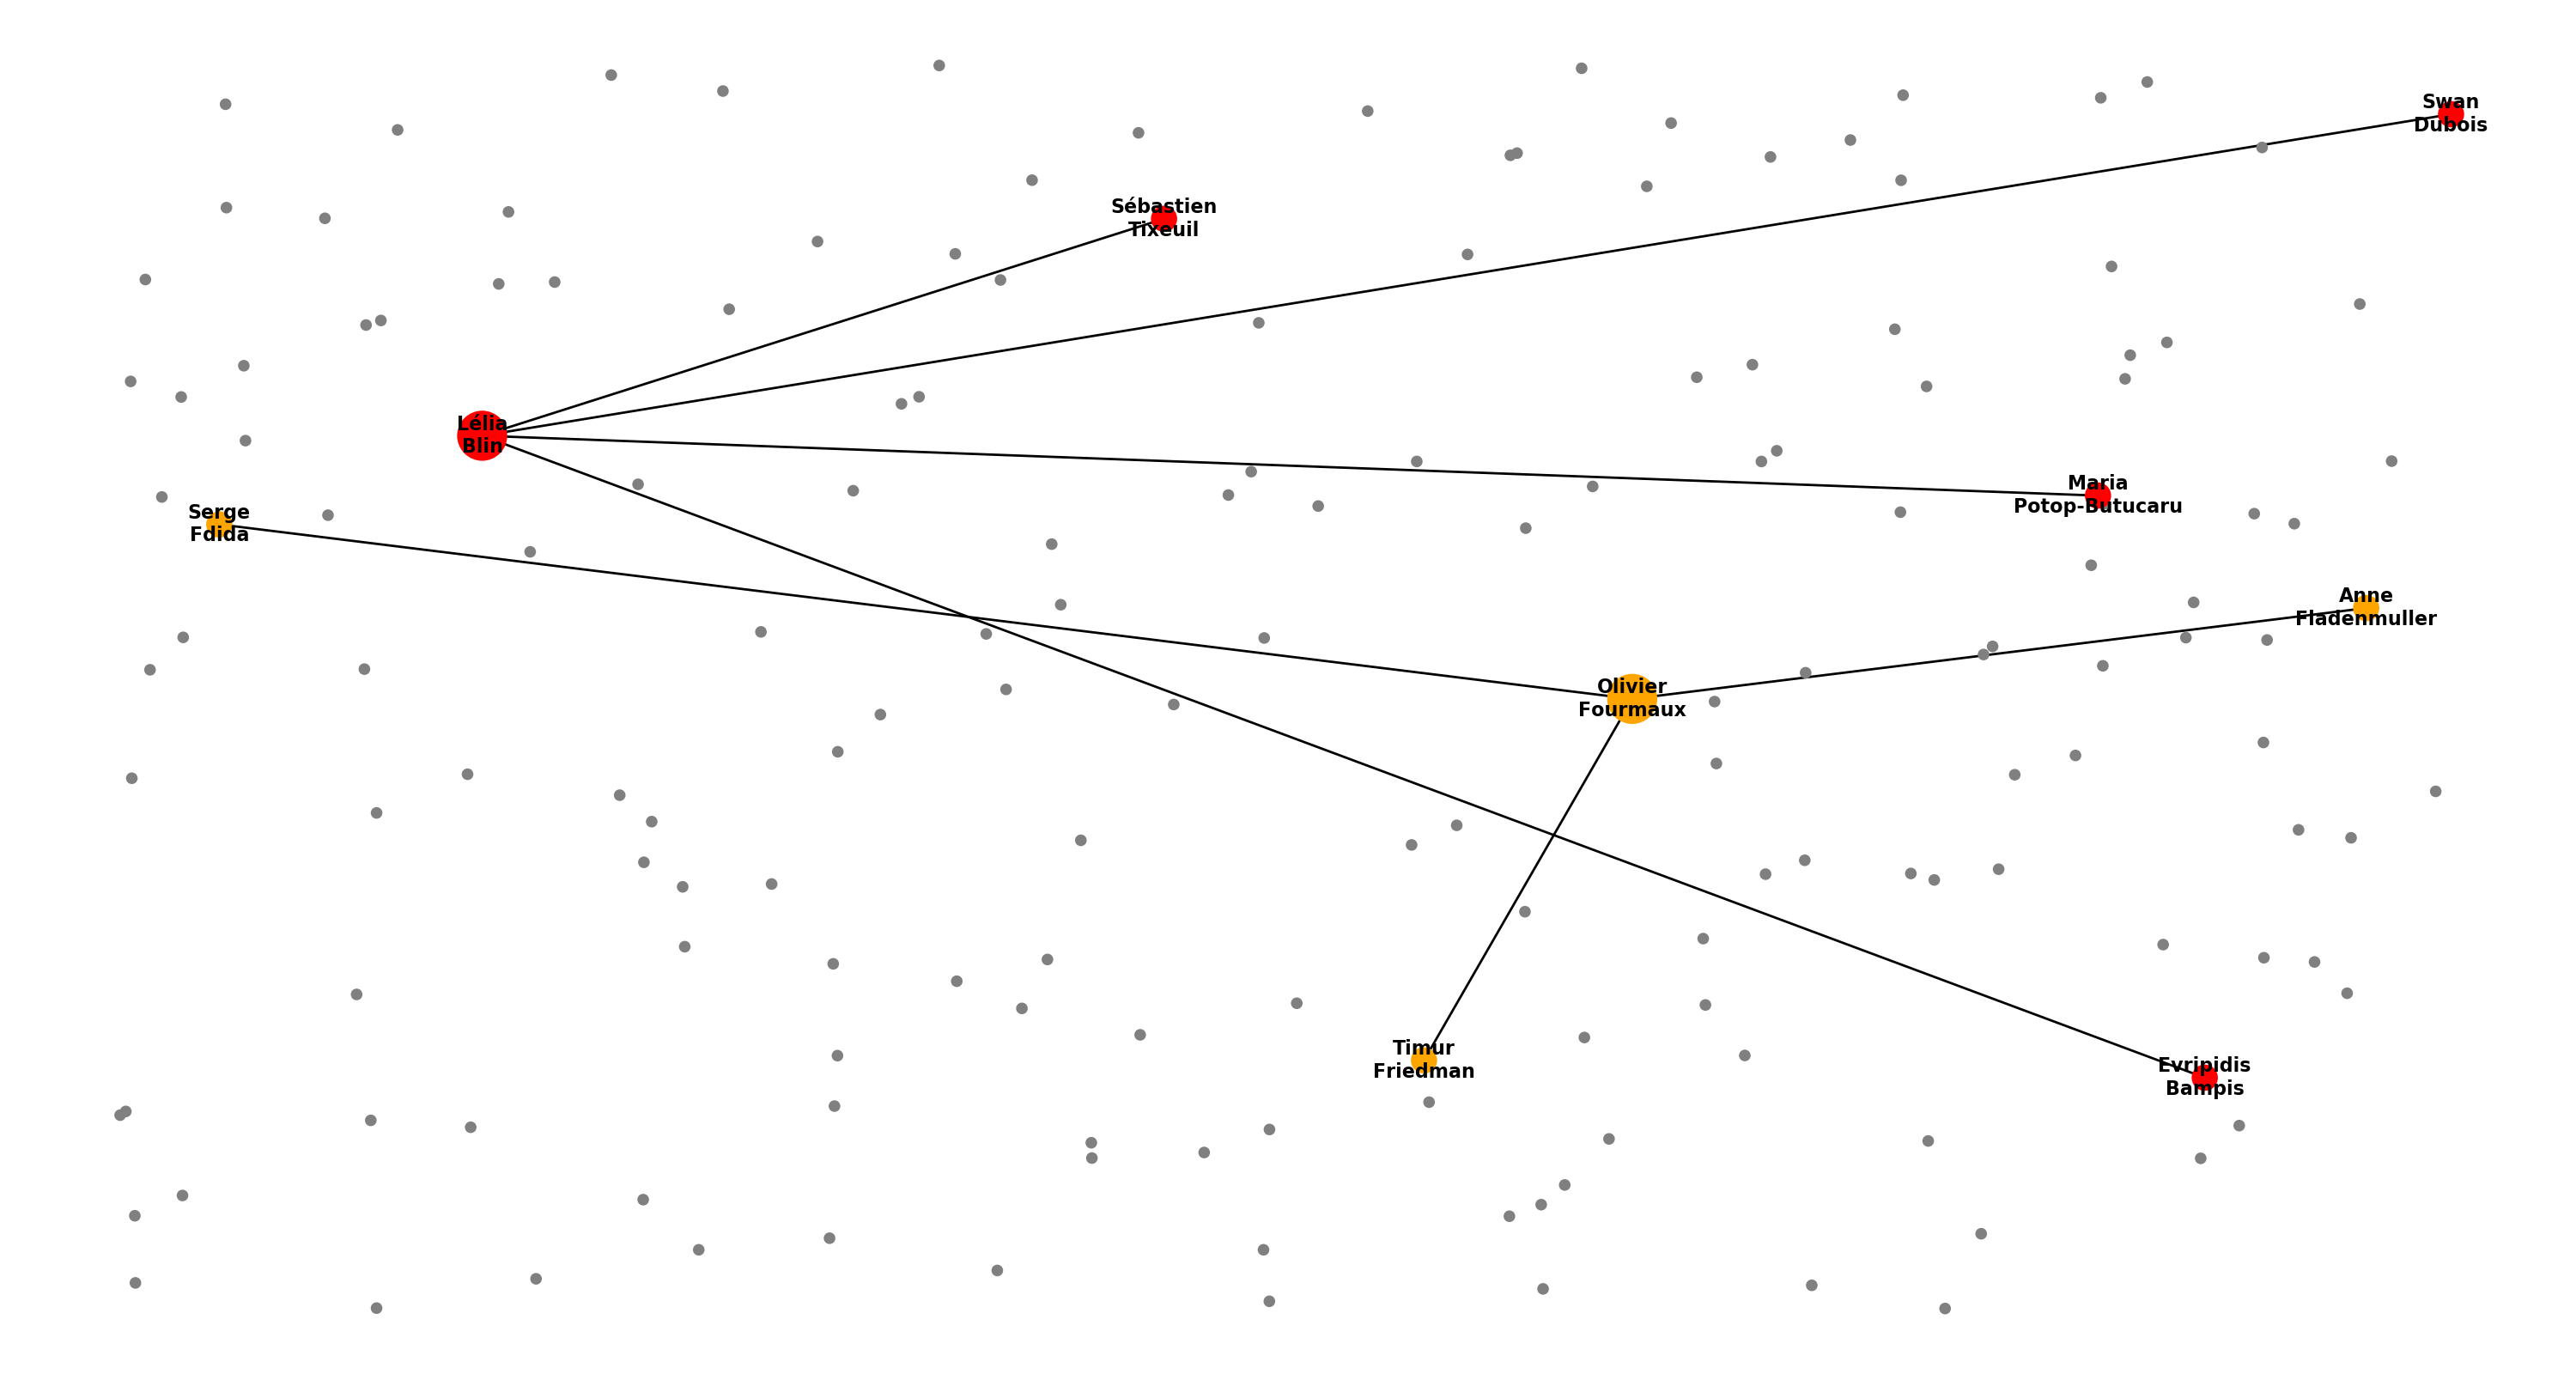 Swan
Dubois
Sébastien
Tixeuil
Lélia
Blin
Maria
Potop-Butucaru
Serge
Fdida
Anne
Fladenmuller
Olivier
Fourmaux
Timur
Friedman
Evripidis
Bampis